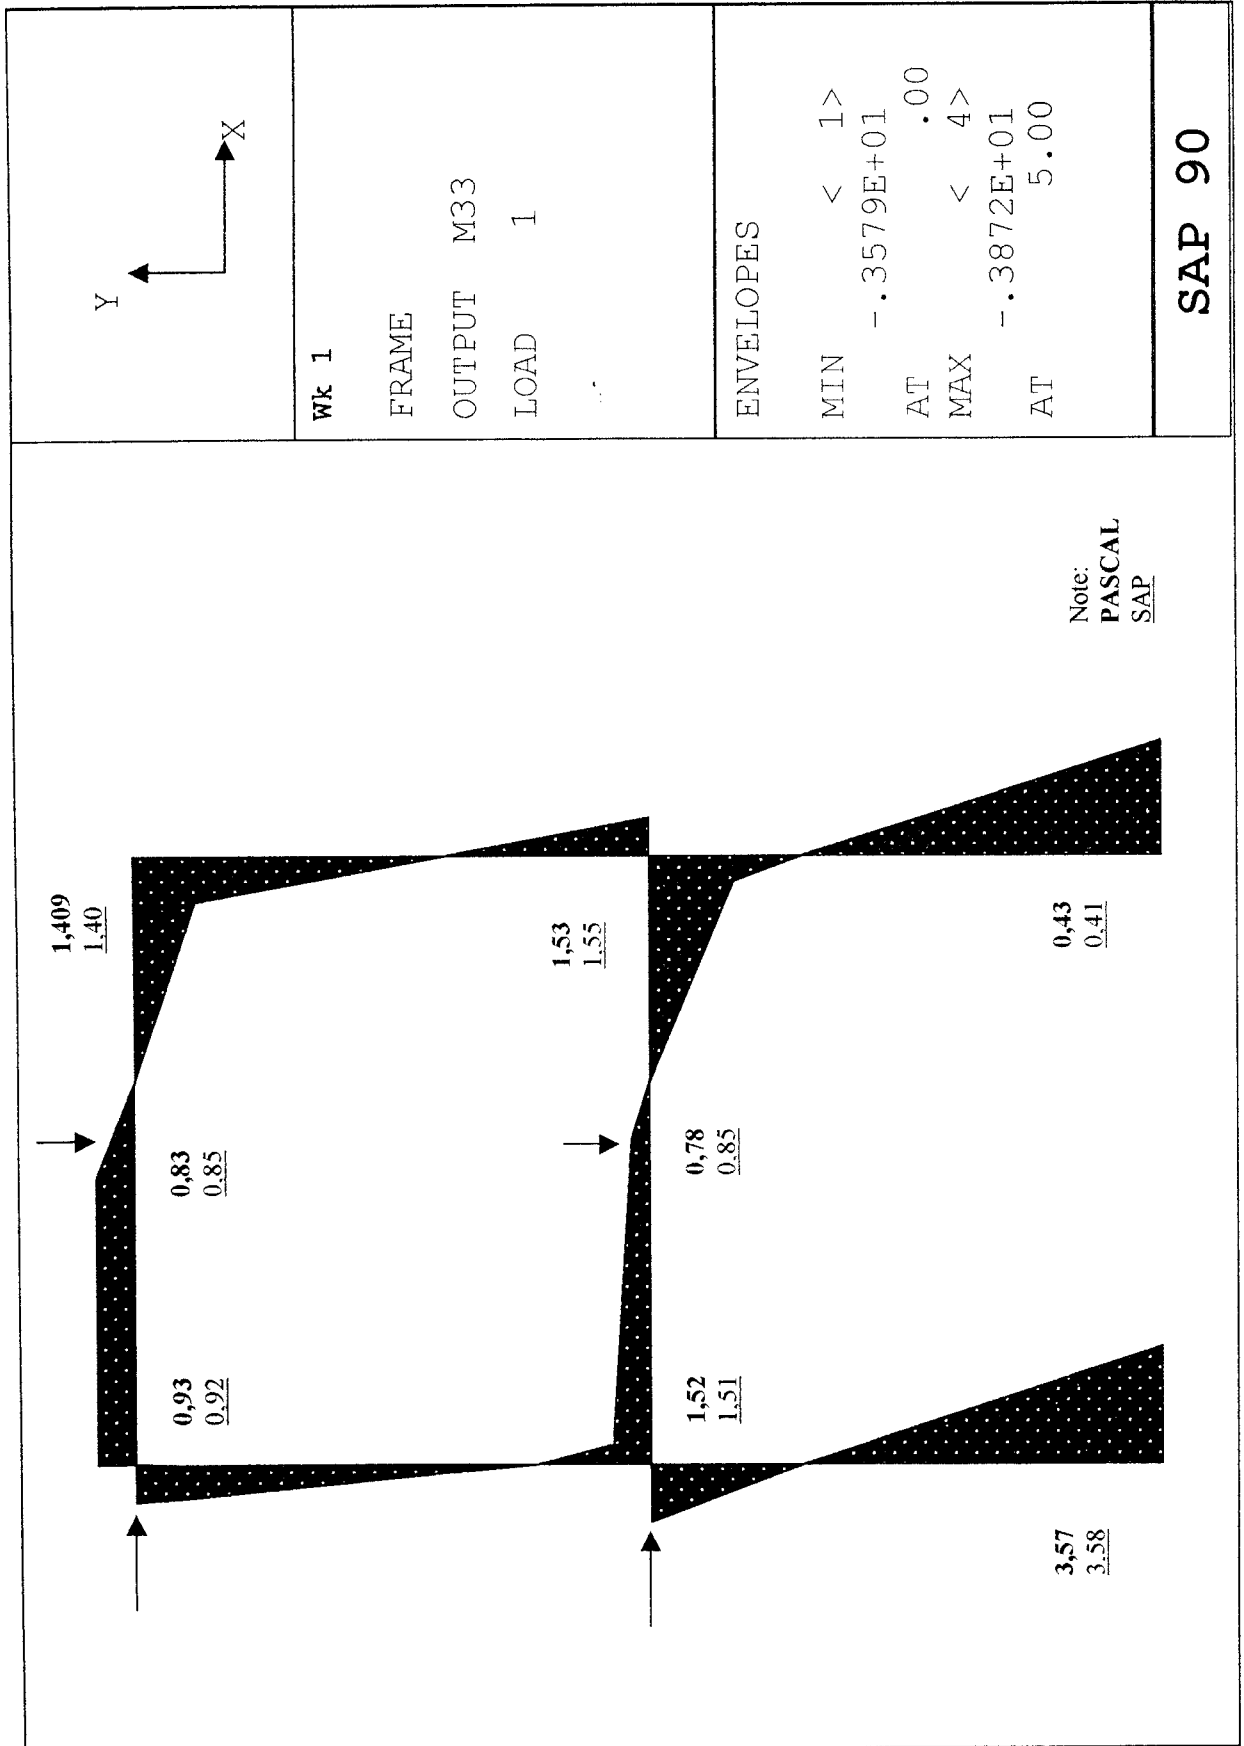 1,409
1.40
0,83
0.85
0,93
0.92
1,53
1.55
0,78
0.85
1,52
1.51
0,43
0.41
3,57
3.58
Note:
PASCAL
SAP
Y
X
Wk 1
FRAME
OUTPUT M33
LOAD 1
ENVELOPES
MIN < 1>
-.3579E+01
AT .00
MAX < 4>
-.3872E+01
AT 5.00
SAP 90